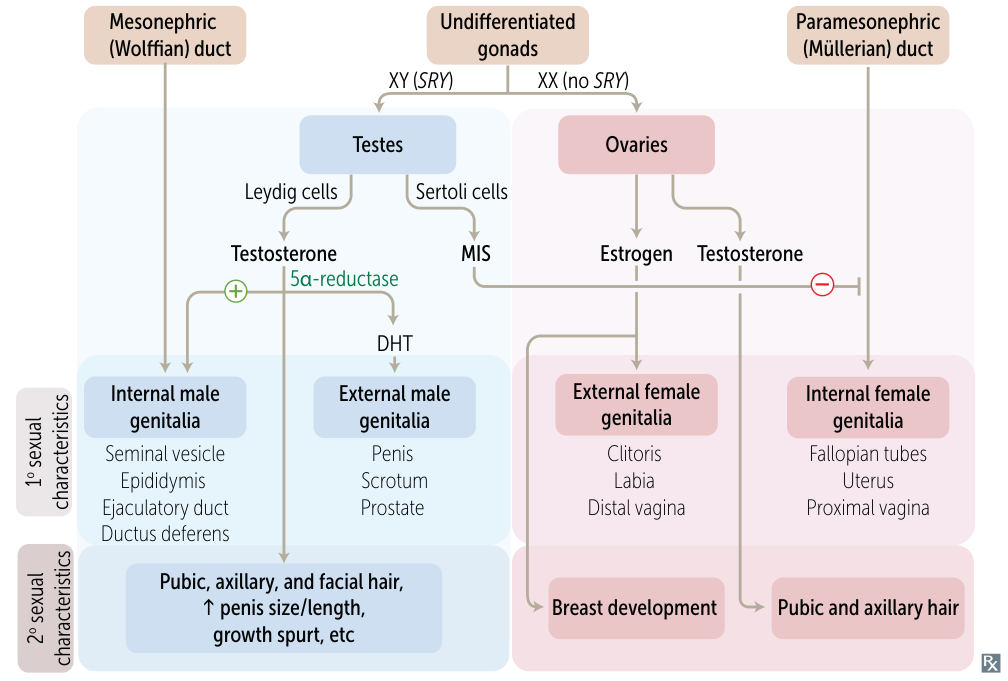 Mesonephric
(Wolffian) duct
Undifferentiated
gonads
Paramesonephric
(Müllerian) duct
XY (SRY)
XX (no SRY)
Testes
Ovaries
Leydig cells
Sertoli cells
Testosterone
MIS
Estrogen
Testosterone
5α-reductase
+
−
DHT
1º sexual
characteristics
Internal male
genitalia
Seminal vesicle
Epididymis
Ejaculatory duct
Ductus deferens
External male
genitalia
Penis
Scrotum
Prostate
External female
genitalia
Clitoris
Labia
Distal vagina
Internal female
genitalia
Fallopian tubes
Uterus
Proximal vagina
2º sexual
characteristics
Pubic, axillary, and facial hair,
↑ penis size/length,
growth spurt, etc
Breast development
Pubic and axillary hair
Rx